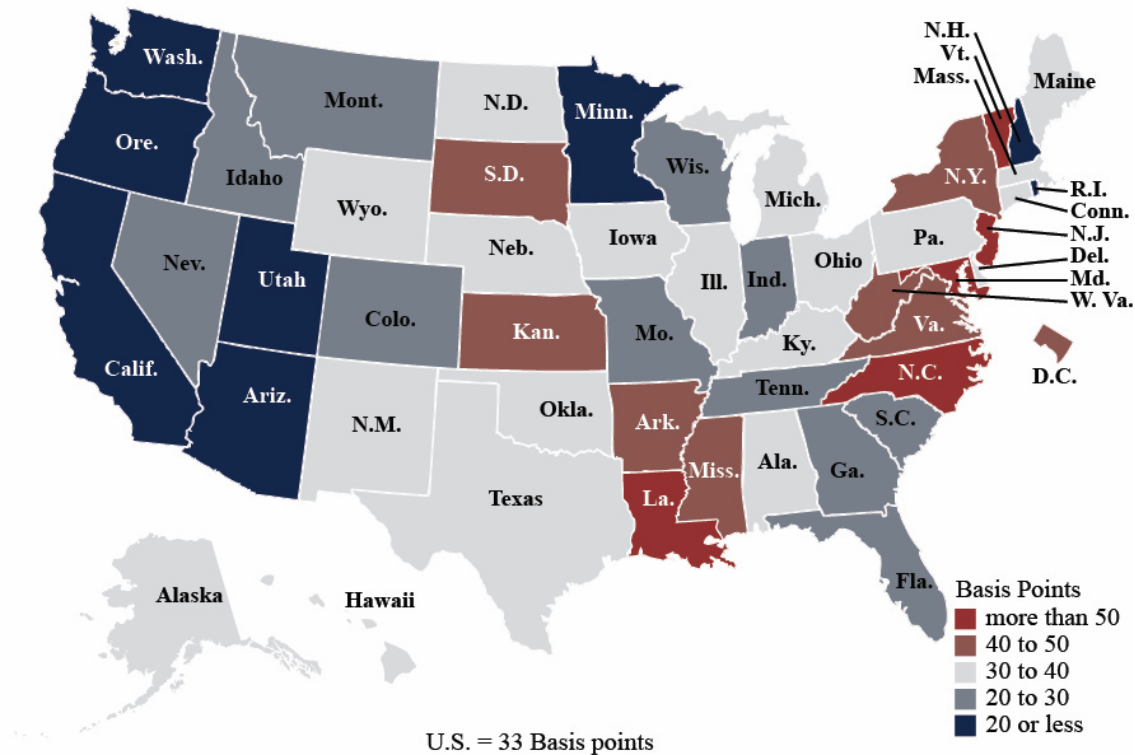 N.H.
Vt.
Mass.
Maine
Wash.
Mont.
N.D.
Minn.
Ore.
Idaho
S.D.
Wis.
N.Y.
Wyo.
Mich.
R.I.
Conn.
N.J.
Del.
Md.
W. Va.
Neb.
Iowa
Pa.
Nev.
Utah
Colo.
Ill.
Ind.
Ohio
Kan.
Mo.
Ky.
Va.
Calif.
Ariz.
N.M.
Okla.
Ark.
Tenn.
N.C.
D.C.
S.C.
Texas
La.
Miss.
Ala.
Ga.
Fla.
Alaska
Hawaii
Basis Points
more than 50
40 to 50
30 to 40
20 to 30
20 or less
U.S. = 33 Basis points